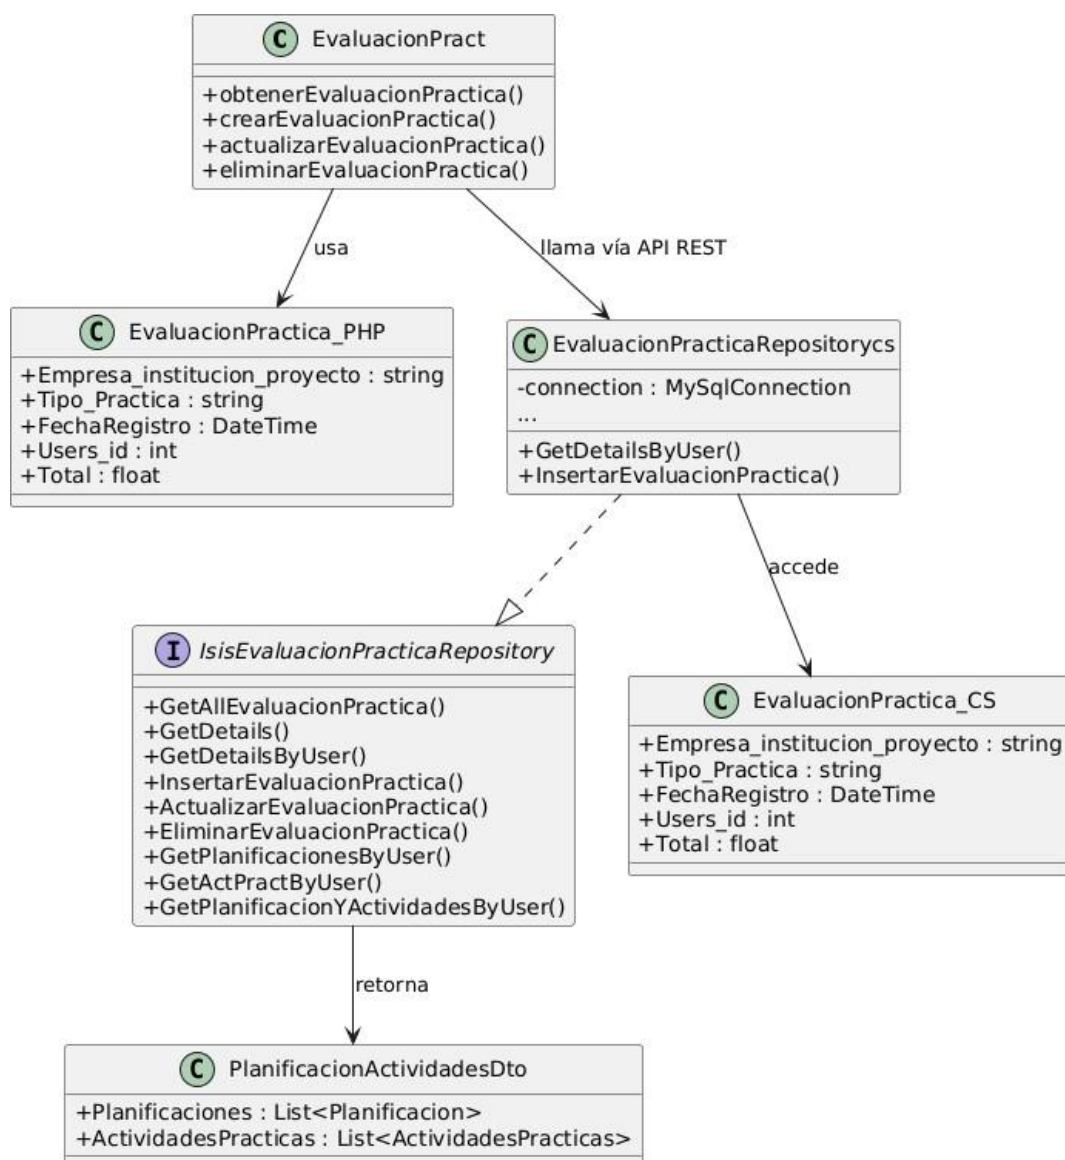 C EvaluacionPract
+obtenerEvaluacionPractica()
+crearEvaluacionPractica()
+actualizarEvaluacionPractica()
+eliminarEvaluacionPractica()
usa
llama vía API REST
C EvaluacionPractica_PHP
+Empresa_institucion_proyecto : string
+Tipo_Practica : string
+FechaRegistro : DateTime
+Users_id : int
+Total : float
C EvaluacionPracticaRepositorycs
-connection : MySqlConnection
...
+GetDetailsByUser()
+InsertarEvaluacionPractica()
accede
I IsisEvaluacionPracticaRepository
+GetAllEvaluacionPractica()
+GetDetails()
+GetDetailsByUser()
+InsertarEvaluacionPractica()
+ActualizarEvaluacionPractica()
+EliminarEvaluacionPractica()
+GetPlanificacionesByUser()
+GetActPractByUser()
+GetPlanificacionYActividadesByUser()
C EvaluacionPractica_CS
+Empresa_institución_proyecto : string
+Tipo_Practica : string
+FechaRegistro : DateTime
+Users_id : int
+Total : float
retorna
C PlanificacionActividadesDto
+Planificaciones : List<Planificacion>
+ActividadesPracticas : List<ActividadesPracticas>